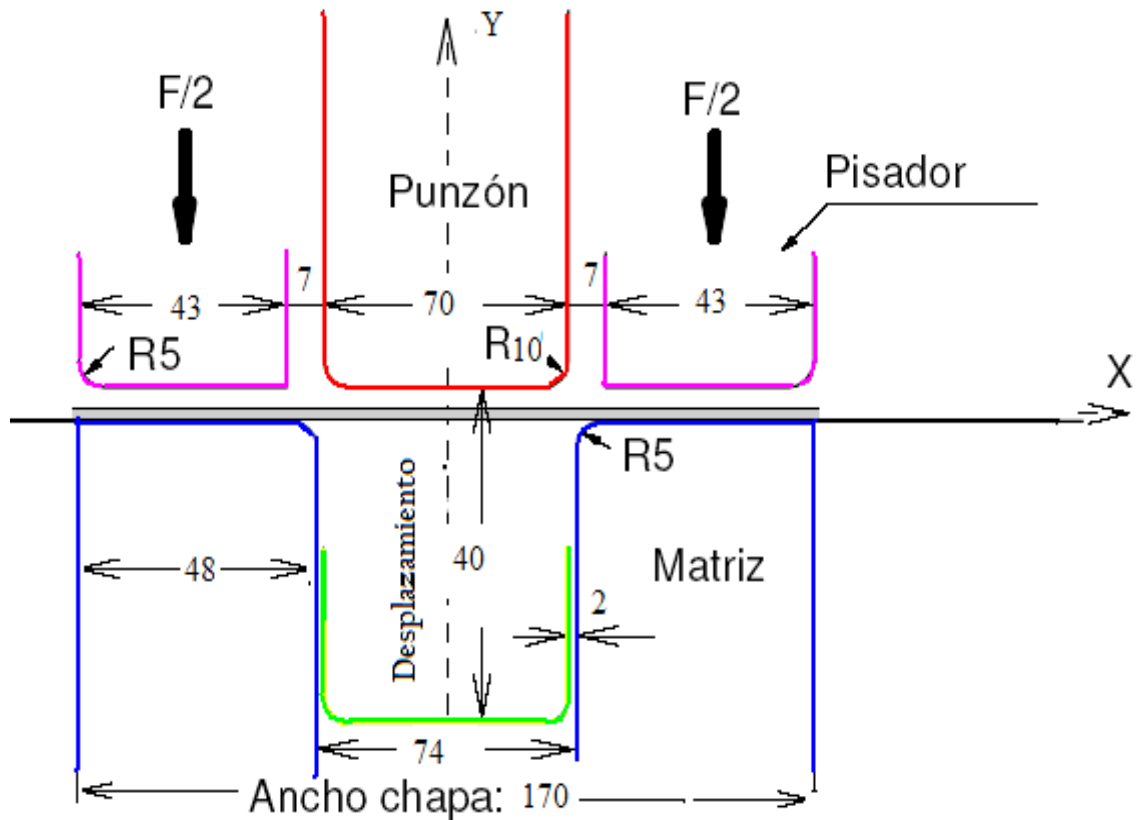 Y
F/2
F/2
Punzón
Pisador
7
7
43
70
43
R5
R10
X
R5
Desplazamiento
40
48
Matriz
2
74
Ancho chapa: 170